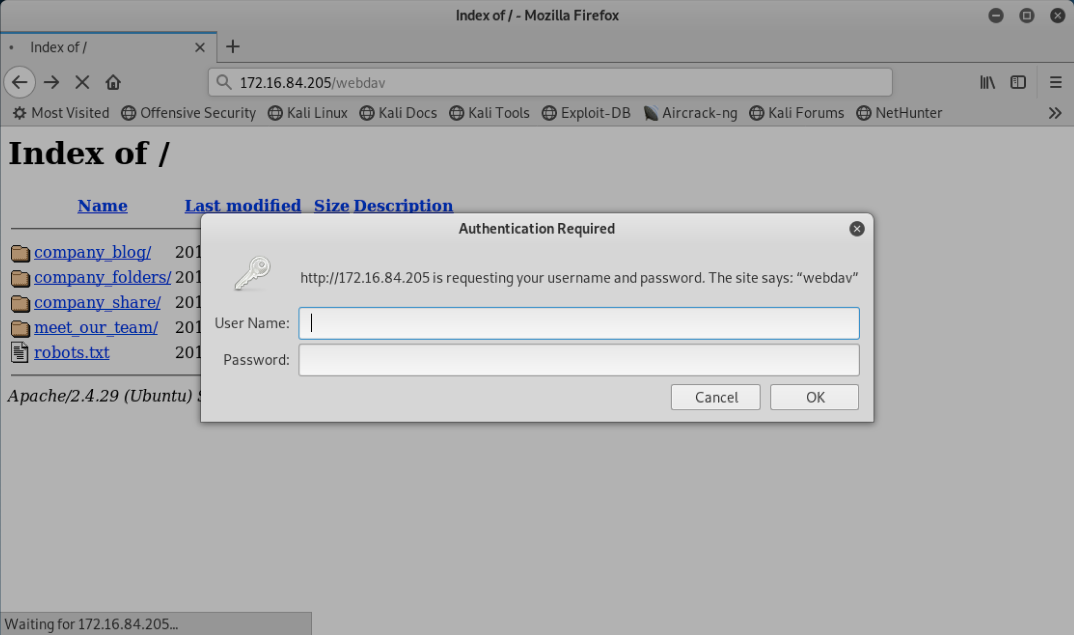 Index of / - Mozilla Firefox
Index of /
172.16.84.205/webdav
Most Visited Offensive Security Kali Linux Kali Docs Kali Tools Exploit-DB Aircrack-ng Kali Forums NetHunter
Index of /
Name Last modified Size Description
company_blog/ 201
company_folders/ 201
company_share/ 201
meet_our_team/ 201
robots.txt 201
Apache/2.4.29 (Ubuntu) S
Authentication Required
http://172.16.84.205 is requesting your username and password. The site says: “webdav”
User Name:
Password:
Cancel OK
Waiting for 172.16.84.205...